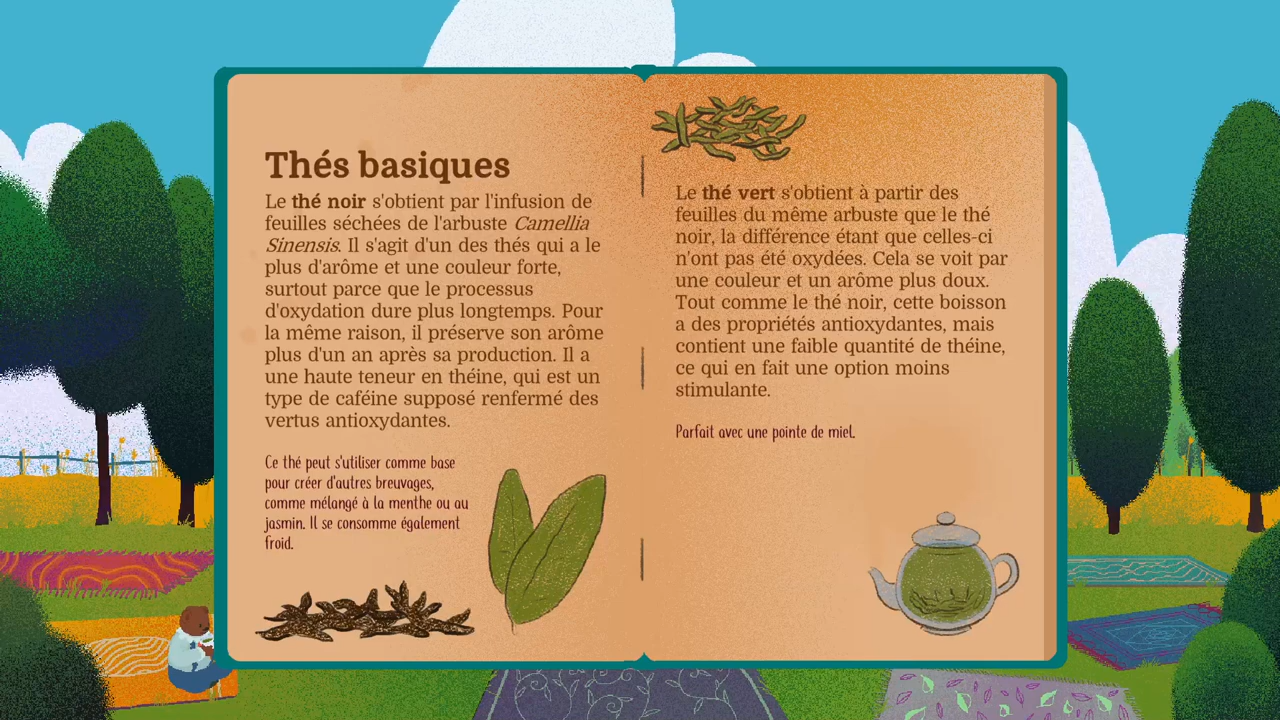 Thés basiques
Le thé noir s'obtient par l'infusion de
feuilles séchées de l'arbuste Camellia
Sinensis. Il s'agit d'un des thés qui a le
plus d'arôme et une couleur forte,
surtout parce que le processus
d'oxydation dure plus longtemps. Pour
la même raison, il préserve son arôme
plus d'un an après sa production. Il a
une haute teneur en théine, qui est un
type de caféine supposé renfermé des
vertus antioxydantes.
Ce thé peut s'utiliser comme base
pour créer d'autres breuvages,
comme mélangé à la menthe ou au
jasmin. Il se consomme également
froid.
Le thé vert s'obtient à partir des
feuilles du même arbuste que le thé
noir, la différence étant que celles-ci
n'ont pas été oxydées. Cela se voit par
une couleur et un arôme plus doux.
Tout comme le thé noir, cette boisson
a des propriétés antioxydantes, mais
contient une faible quantité de théine,
ce qui en fait une option moins
stimulante.
Parfait avec une pointe de miel.